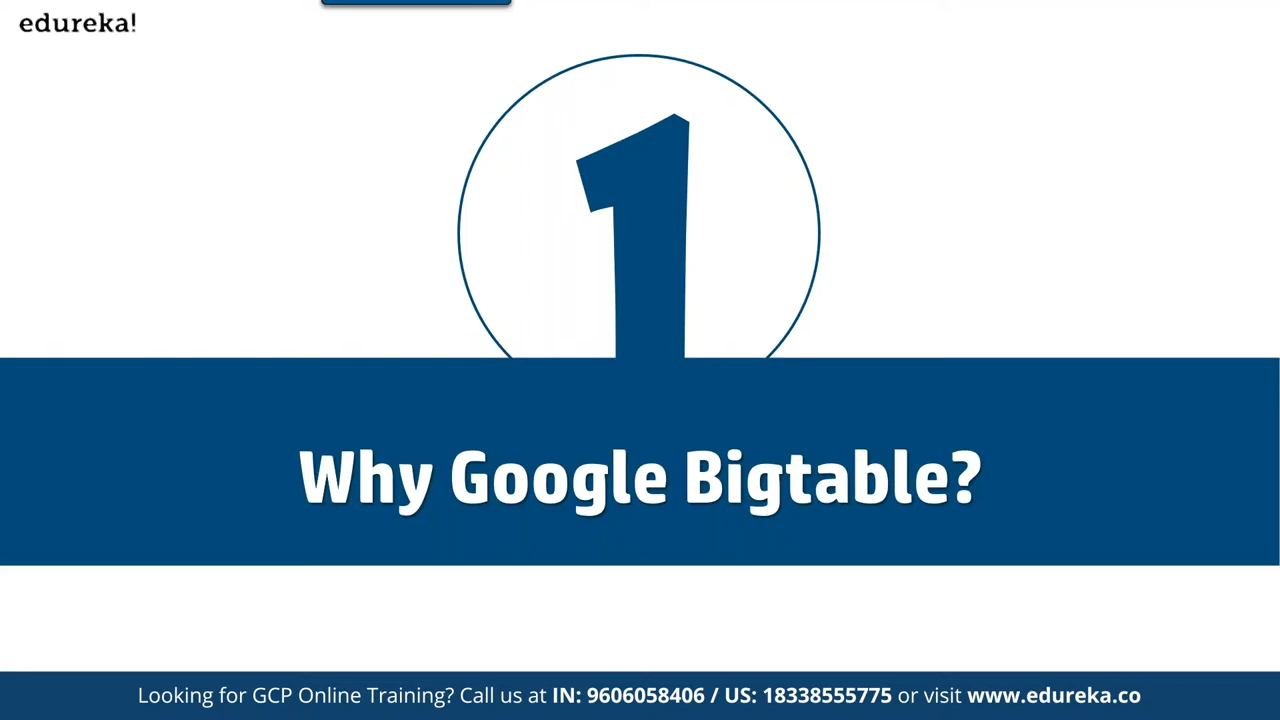 edureka!
1
Why Google Bigtable?
Looking for GCP Online Training? Call us at IN: 9606058406 / US: 18338555775 or visit www.edureka.co